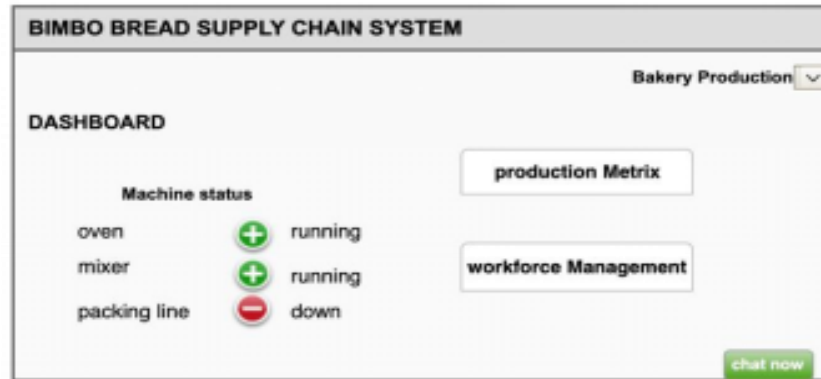 BIMBO BREAD SUPPLY CHAIN SYSTEM
Bakery Production
DASHBOARD
production Metrix
Machine status
oven running
mixer running
workforce Management
packing line down
chat now